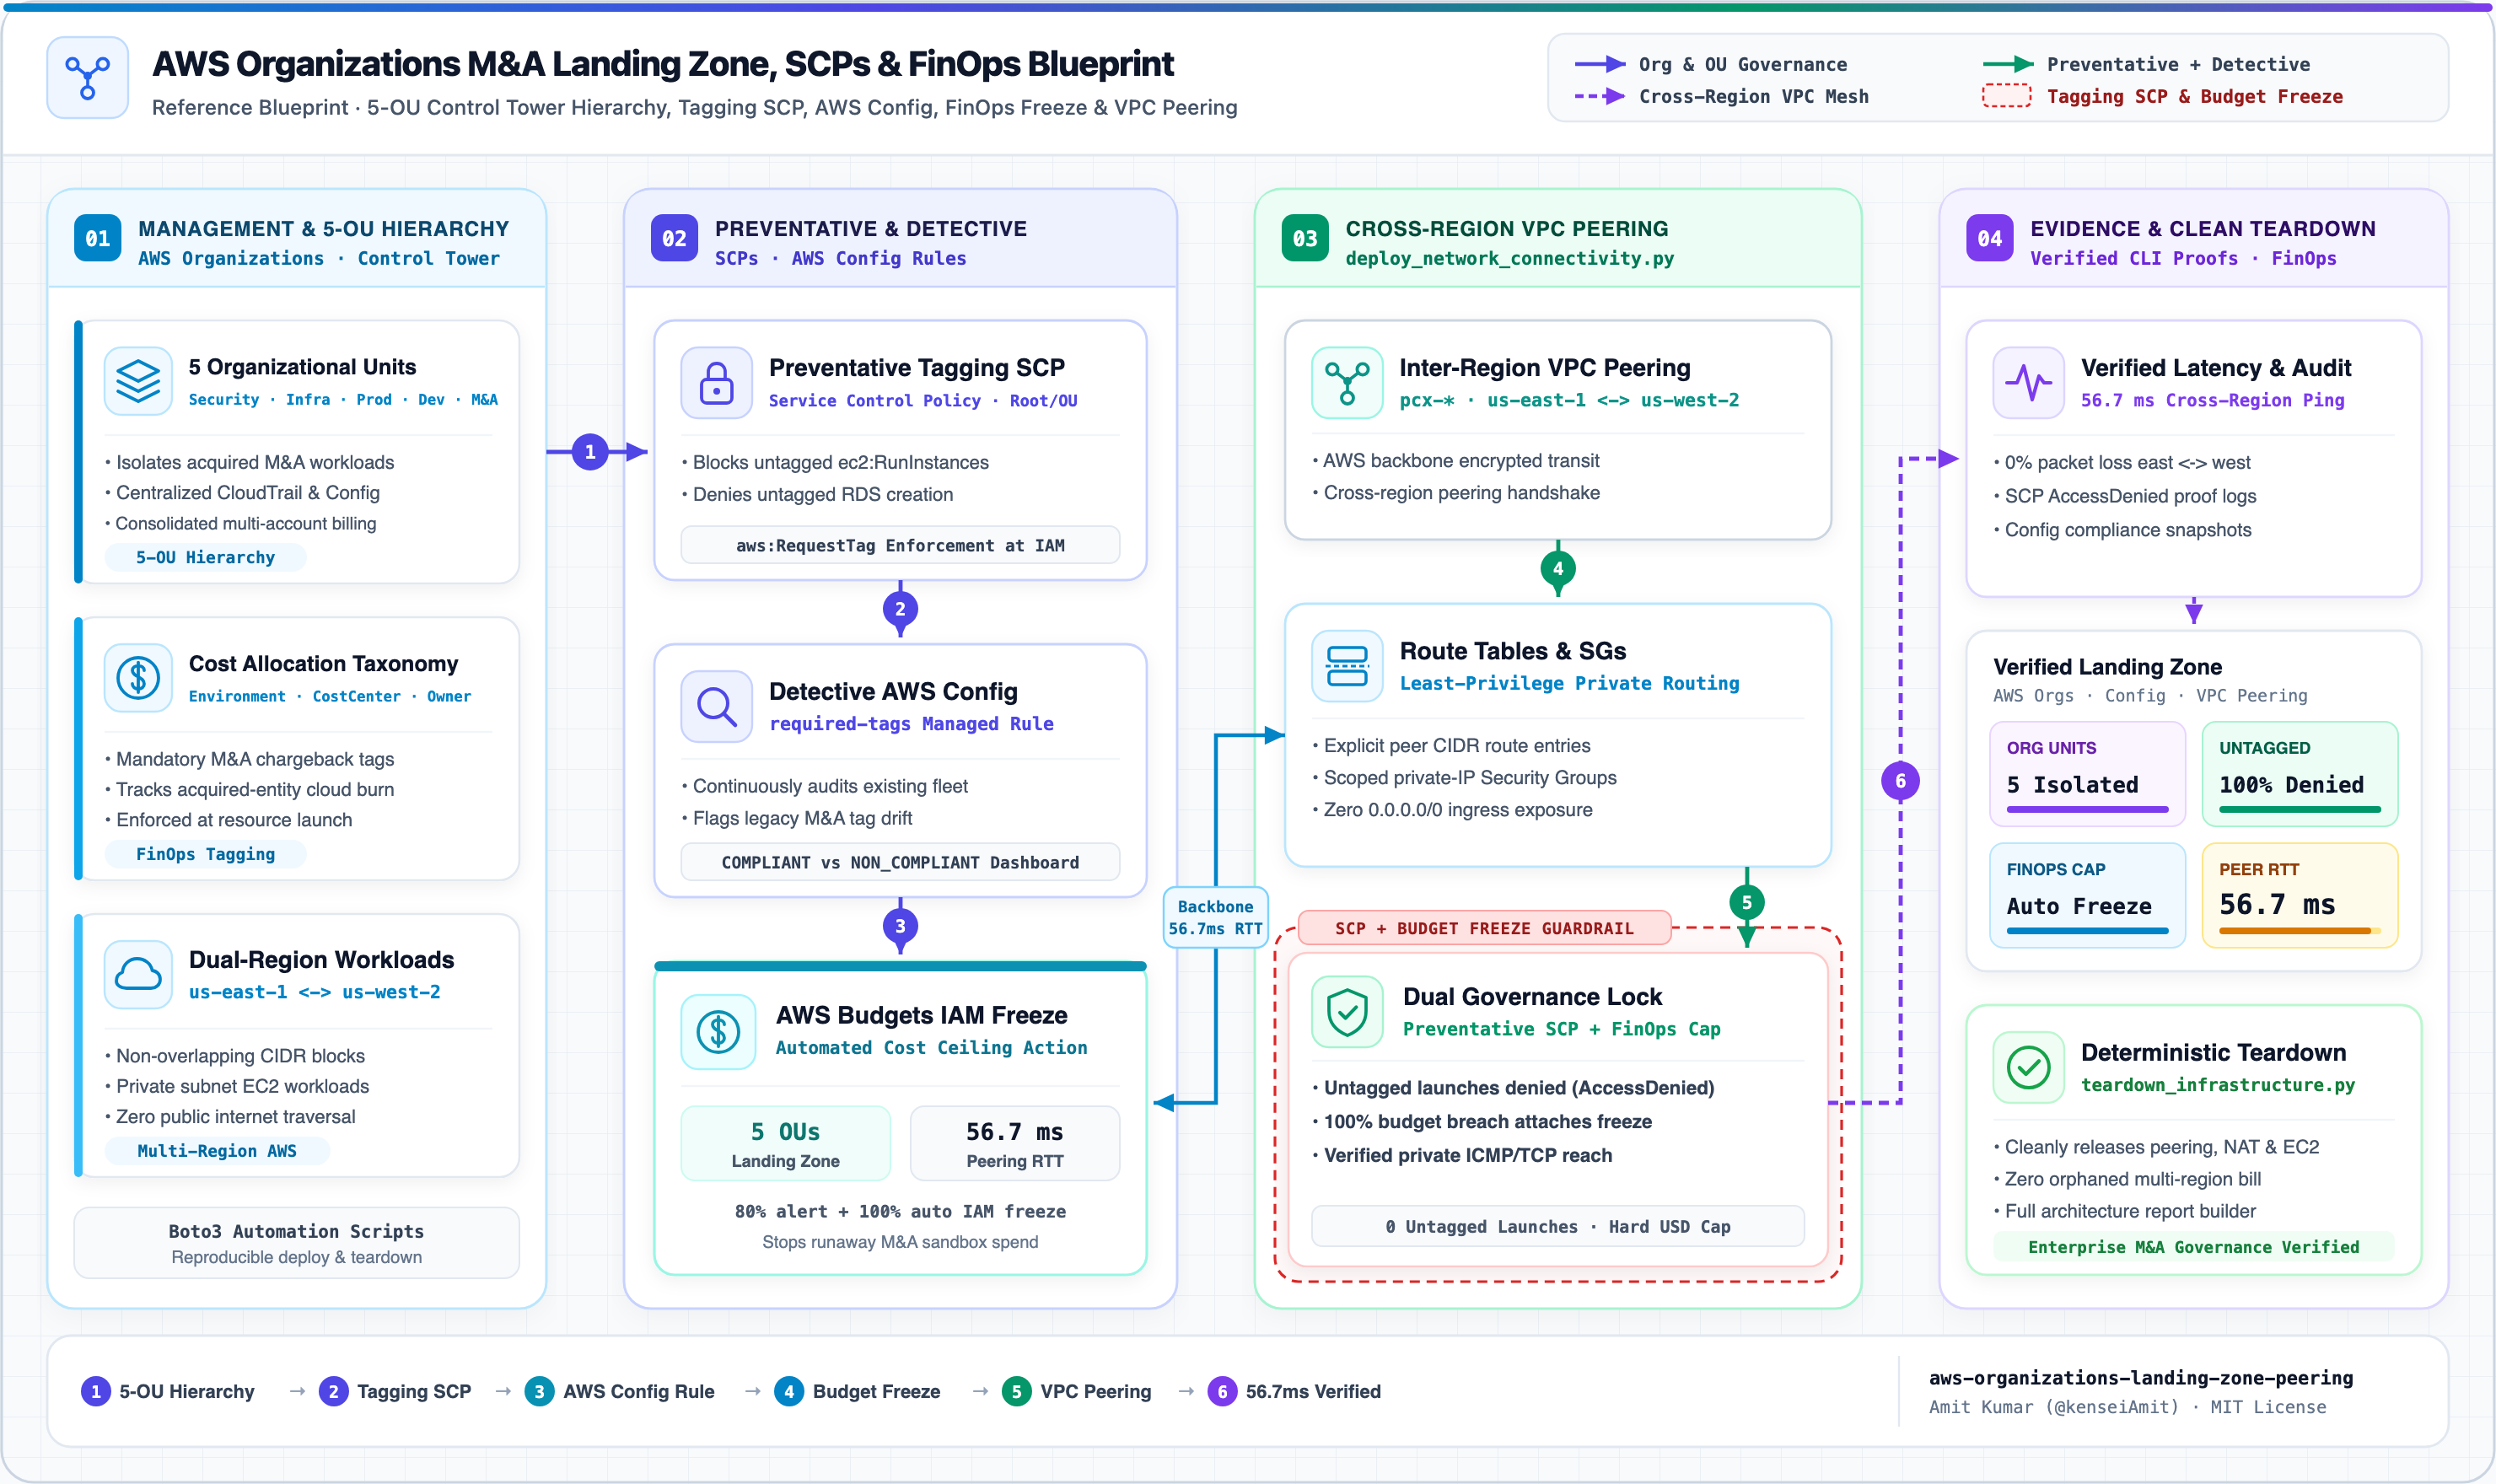 AWS Organizations M&A Landing Zone, SCPs & FinOps Blueprint
Reference Blueprint · 5-OU Control Tower Hierarchy, Tagging SCP, AWS Config, FinOps Freeze & VPC Peering
Org & OU Governance
Preventative + Detective
Cross-Region VPC Mesh
Tagging SCP & Budget Freeze
01
MANAGEMENT & 5-OU HIERARCHY
AWS Organizations · Control Tower
5 Organizational Units
Security · Infra · Prod · Dev · M&A
• Isolates acquired M&A workloads
• Centralized CloudTrail & Config
• Consolidated multi-account billing
5-OU Hierarchy
Cost Allocation Taxonomy
Environment · CostCenter · Owner
• Mandatory M&A chargeback tags
• Tracks acquired-entity cloud burn
• Enforced at resource launch
FinOps Tagging
Dual-Region Workloads
us-east-1 <-> us-west-2
• Non-overlapping CIDR blocks
• Private subnet EC2 workloads
• Zero public internet traversal
Multi-Region AWS
Boto3 Automation Scripts
Reproducible deploy & teardown
1
02
PREVENTATIVE & DETECTIVE
SCPs · AWS Config Rules
Preventative Tagging SCP
Service Control Policy · Root/OU
• Blocks untagged ec2:RunInstances
• Denies untagged RDS creation
aws:RequestTag Enforcement at IAM
2
Detective AWS Config
required-tags Managed Rule
• Continuously audits existing fleet
• Flags legacy M&A tag drift
COMPLIANT vs NON_COMPLIANT Dashboard
3
AWS Budgets IAM Freeze
Automated Cost Ceiling Action
5 OUs
Landing Zone
56.7 ms
Peering RTT
80% alert + 100% auto IAM freeze
Stops runaway M&A sandbox spend
Backbone
56.7ms RTT
03
CROSS-REGION VPC PEERING
deploy_network_connectivity.py
Inter-Region VPC Peering
pcx-* · us-east-1 <-> us-west-2
• AWS backbone encrypted transit
• Cross-region peering handshake
4
Route Tables & SGs
Least-Privilege Private Routing
• Explicit peer CIDR route entries
• Scoped private-IP Security Groups
• Zero 0.0.0.0/0 ingress exposure
5
SCP + BUDGET FREEZE GUARDRAIL
Dual Governance Lock
Preventative SCP + FinOps Cap
• Untagged launches denied (AccessDenied)
• 100% budget breach attaches freeze
• Verified private ICMP/TCP reach
0 Untagged Launches · Hard USD Cap
6
04
EVIDENCE & CLEAN TEARDOWN
Verified CLI Proofs · FinOps
Verified Latency & Audit
56.7 ms Cross-Region Ping
• 0% packet loss east <-> west
• SCP AccessDenied proof logs
• Config compliance snapshots
Verified Landing Zone
AWS Orgs · Config · VPC Peering
ORG UNITS
5 Isolated
UNTAGGED
100% Denied
FINOPS CAP
Auto Freeze
PEER RTT
56.7 ms
Deterministic Teardown
teardown_infrastructure.py
• Cleanly releases peering, NAT & EC2
• Zero orphaned multi-region bill
• Full architecture report builder
Enterprise M&A Governance Verified
1 5-OU Hierarchy → 2 Tagging SCP → 3 AWS Config Rule → 4 Budget Freeze → 5 VPC Peering → 6 56.7ms Verified
aws-organizations-landing-zone-peering
Amit Kumar (@kenseiAmit) · MIT License